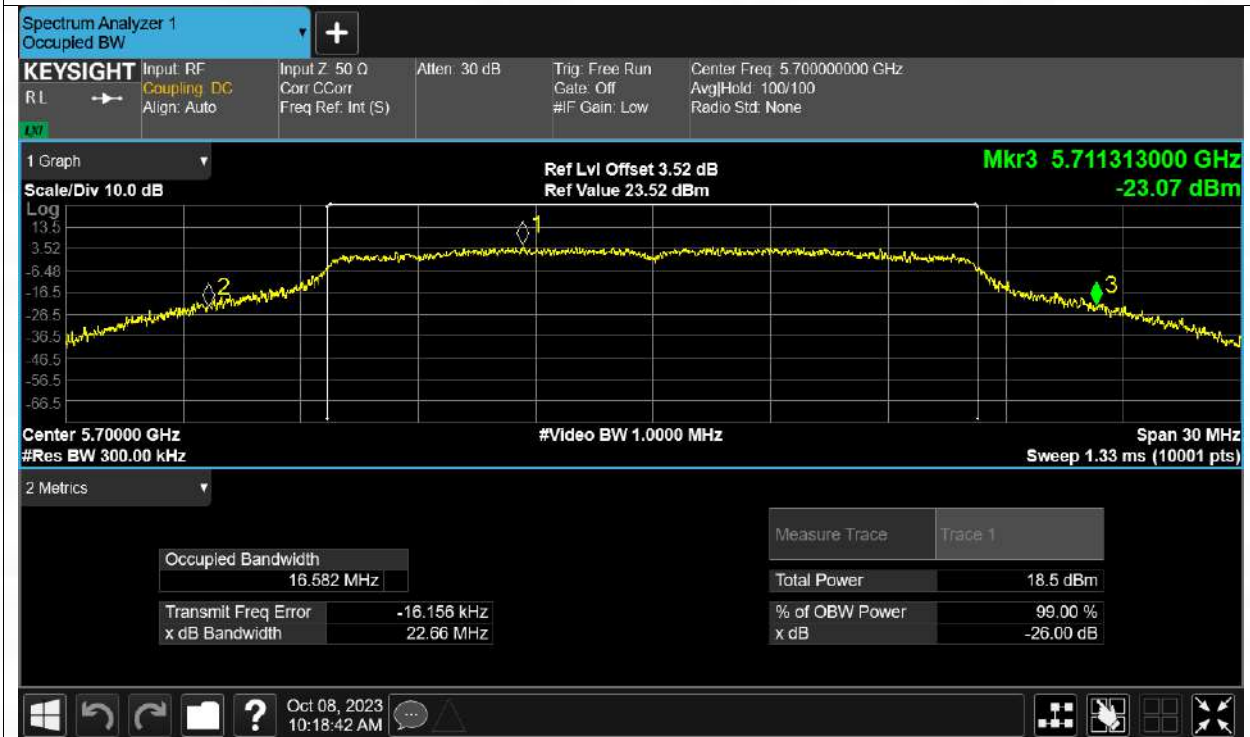 Spectrum Analyzer 1
Occupied BW
KEYSIGHT
R L
LXI
Input: RF
Coupling: DC
Align: Auto
Input Z: 50 Ω
Corr CCorr
Freq Ref: Int (S)
Atten: 30 dB
Trig: Free Run
Gate: Off
#IF Gain: Low
Center Freq: 5.700000000 GHz
Avg|Hold: 100/100
Radio Std: None
1 Graph
Scale/Div 10.0 dB
Ref Lvl Offset 3.52 dB
Ref Value 23.52 dBm
Mkr3 5.711313000 GHz
-23.07 dBm
Log
13.5
3.52
-6.48
-16.5
-26.5
-36.5
-46.5
-56.5
-66.5
1
2
3
Center 5.70000 GHz
#Video BW 1.0000 MHz
Span 30 MHz
#Res BW 300.00 kHz
Sweep 1.33 ms (10001 pts)
2 Metrics
Measure Trace Trace 1
Occupied Bandwidth
16.582 MHz
Total Power 18.5 dBm
Transmit Freq Error -16.156 kHz
% of OBW Power 99.00 %
x dB Bandwidth 22.66 MHz
x dB -26.00 dB
?
Oct 08, 2023
10:18:42 AM